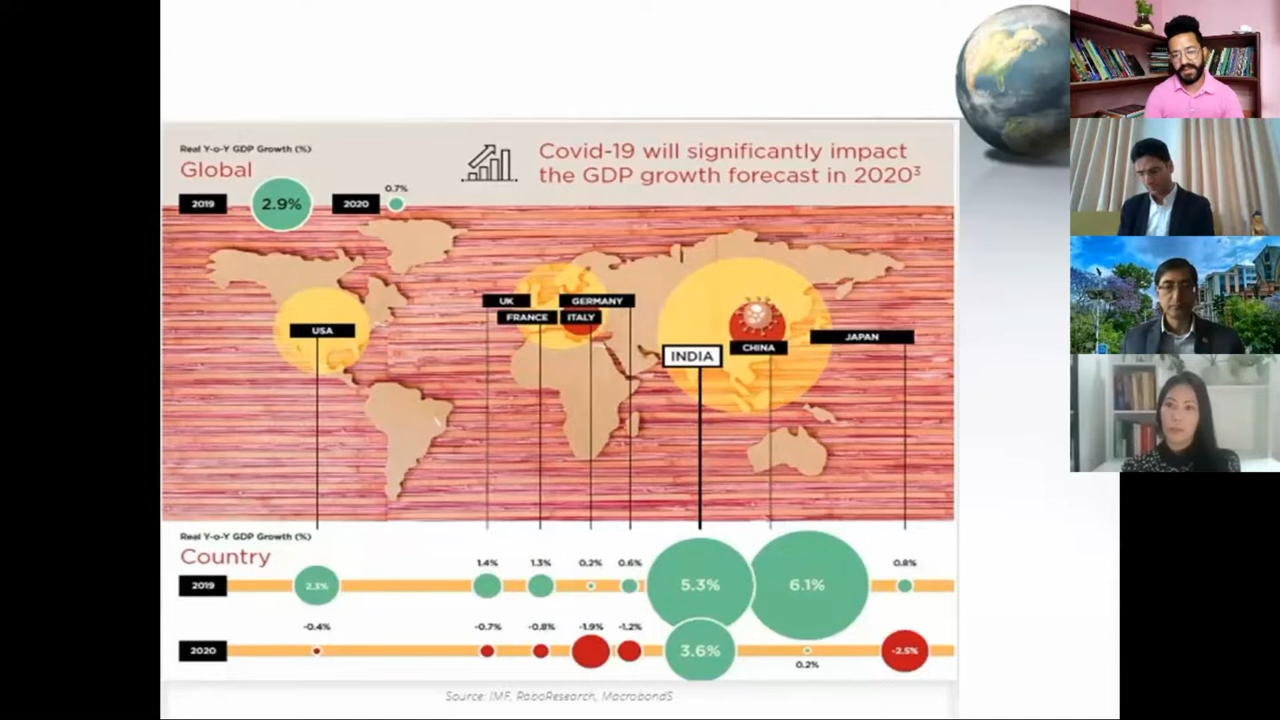 Real Y-o-Y GDP Growth (%)
Global
2019
2.9%
2020
0.7%
Covid-19 will significantly impact
the GDP growth forecast in 2020³
UK
GERMANY
FRANCE
ITALY
USA
JAPAN
CHINA
INDIA
Real Y-o-Y GDP Growth (%)
Country
1.4%
1.3%
0.2%
0.6%
0.8%
2019
2.3%
5.3%
6.1%
-0.4%
-0.7%
-0.8%
-1.9%
-1.2%
2020
3.6%
-2.5%
0.2%
Source: IMF, RaboResearch, MacrobondS